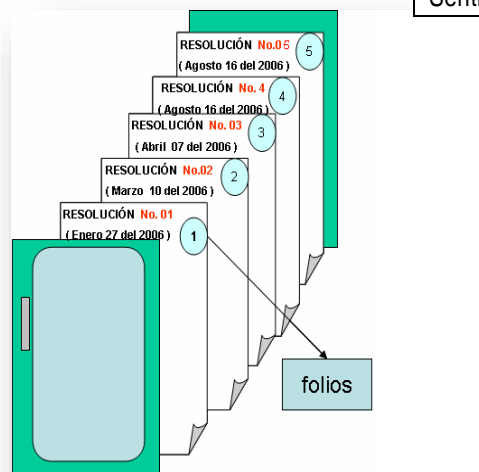 RESOLUCIÓN No.05
( Agosto 16 del 2006 )
5
RESOLUCIÓN No. 4
( Agosto 16 del 2006 )
4
RESOLUCIÓN No. 03
( Abril 07 del 2006 )
3
RESOLUCIÓN No.02
( Marzo 10 del 2006 )
2
RESOLUCIÓN No. 01
( Enero 27 del 2006 )
1
folios